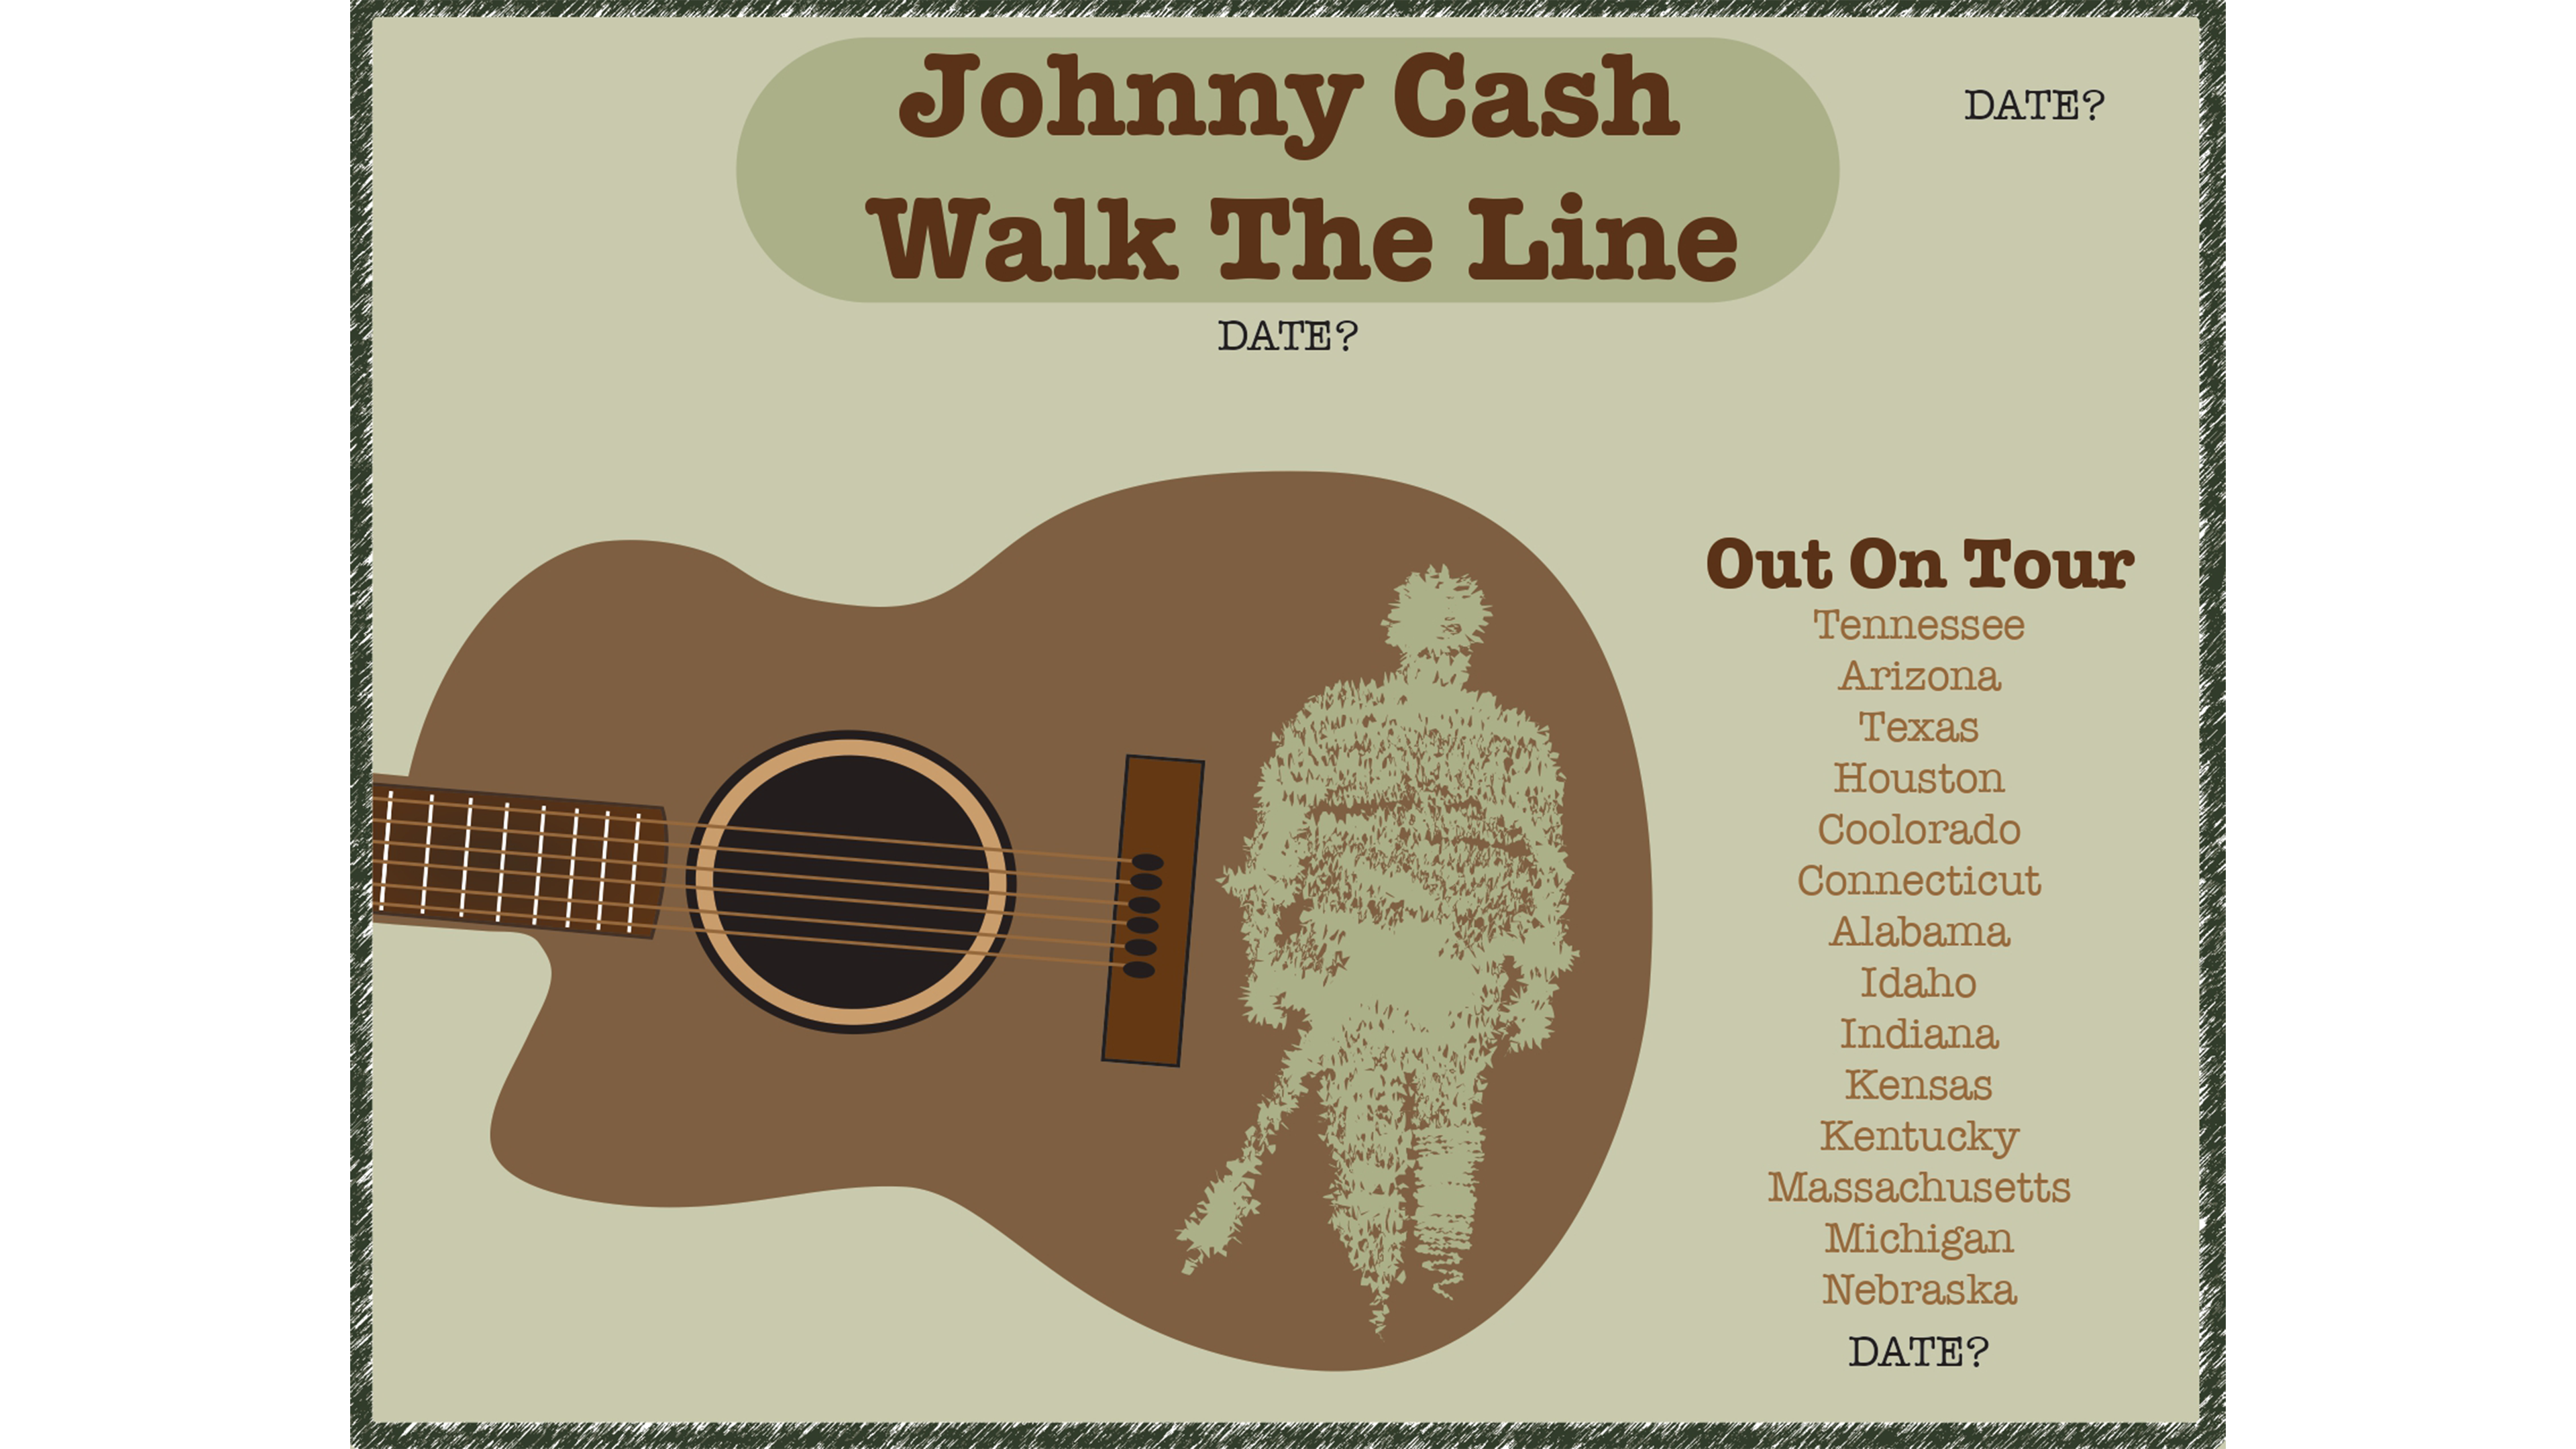 Johnny Cash
Walk The Line
DATE?
DATE?
Out On Tour
Tennessee
Arizona
Texas
Houston
Coolorado
Connecticut
Alabama
Idaho
Indiana
Kensas
Kentucky
Massachusetts
Michigan
Nebraska
DATE?